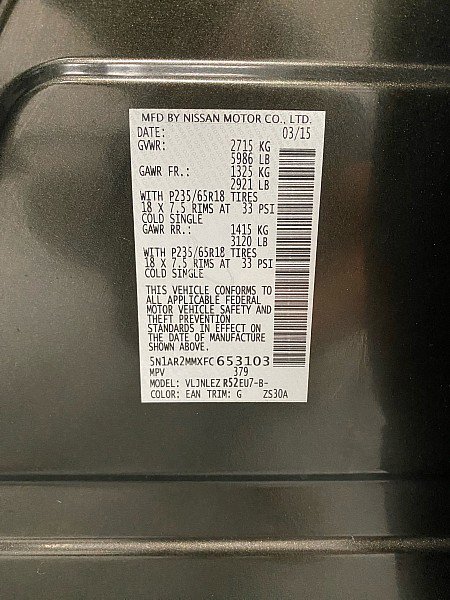 MFD BY NISSAN MOTOR CO., LTD.
DATE: 03/15
GVWR: 2715 KG
5986 LB
GAWR FR.: 1325 KG
2921 LB
WITH P235/65R18 TIRES
18 X 7.5 RIMS AT 33 PSI
COLD SINGLE
GAWR RR.: 1415 KG
3120 LB
WITH P235/65R18 TIRES
18 X 7.5 RIMS AT 33 PSI
COLD SINGLE
THIS VEHICLE CONFORMS TO
ALL APPLICABLE FEDERAL
MOTOR VEHICLE SAFETY AND
THEFT PREVENTION
STANDARDS IN EFFECT ON
THE DATE OF MANUFACTURE
SHOWN ABOVE.
5N1AR2MMXFC653103
MPV 379
MODEL: VLJNLEZ R52EU7-B-
COLOR: EAN TRIM: G ZS30A